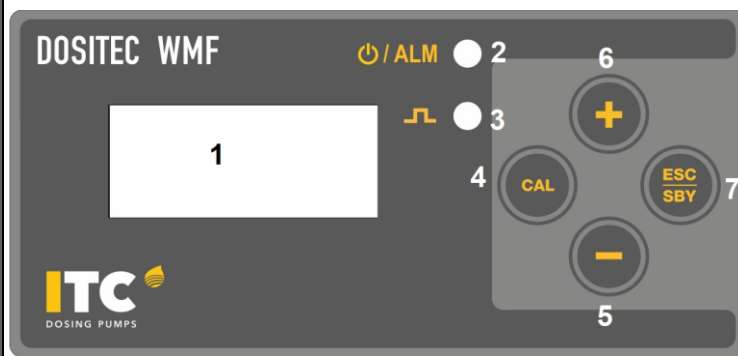 DOSITEC WMF
⏻/ALM 2
6
3
+
1
4 CAL
ESC
SBY 7
−
5
ITC
DOSING PUMPS